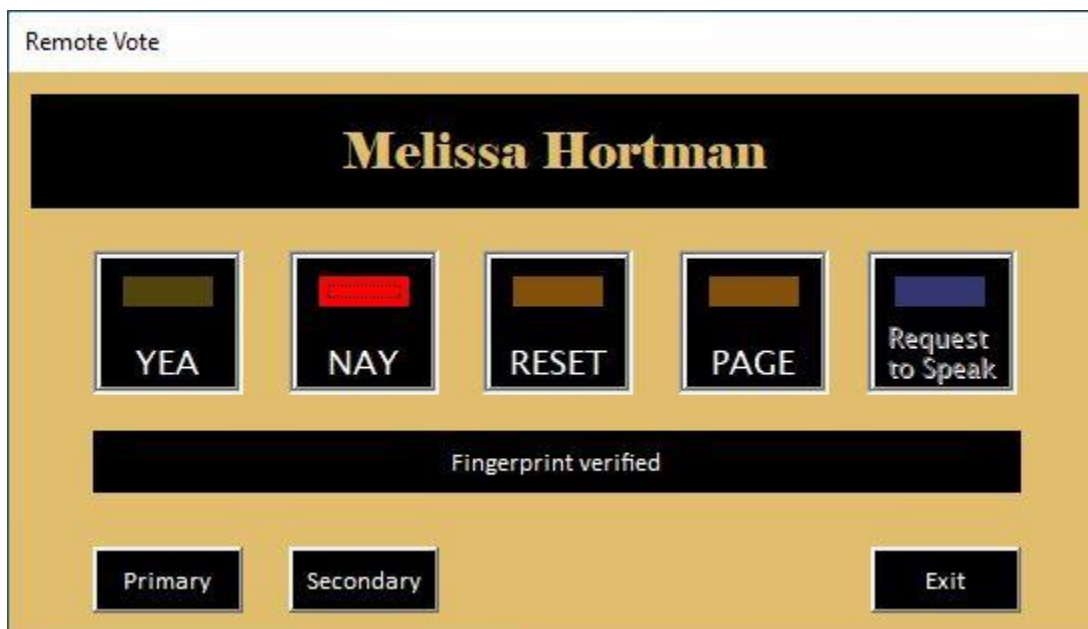 Remote Vote
Melissa Hortman
YEA
NAY
RESET
PAGE
Request
to Speak
Fingerprint verified
Primary
Secondary
Exit